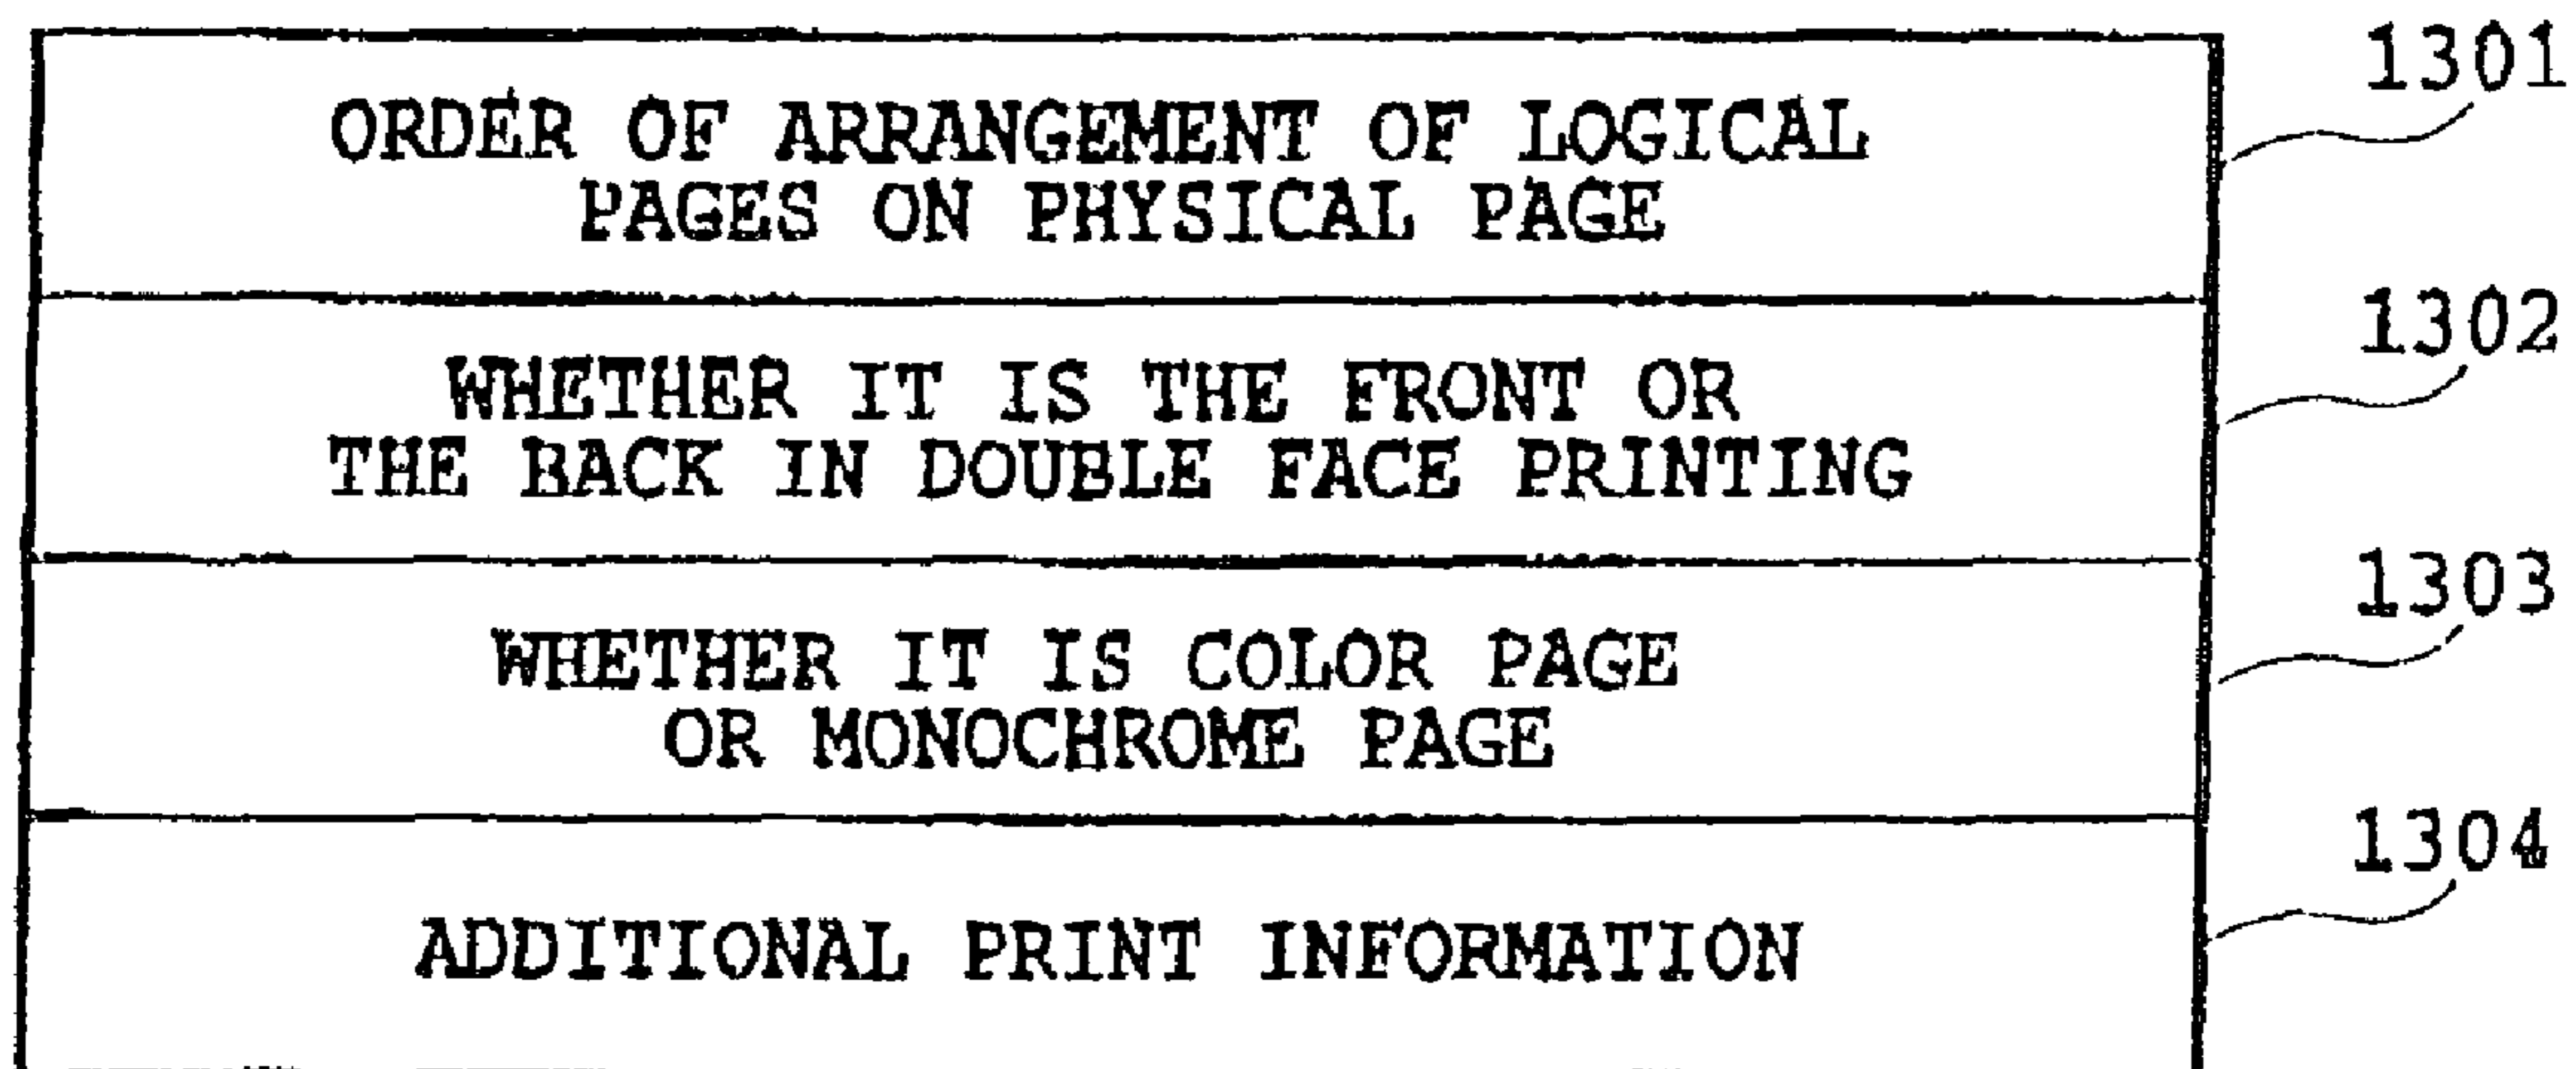 1301
ORDER OF ARRANGEMENT OF LOGICAL
PAGES ON PHYSICAL PAGE
1302
WHETHER IT IS THE FRONT OR
THE BACK IN DOUBLE FACE PRINTING
1303
WHETHER IT IS COLOR PAGE
OR MONOCHROME PAGE
1304
ADDITIONAL PRINT INFORMATION